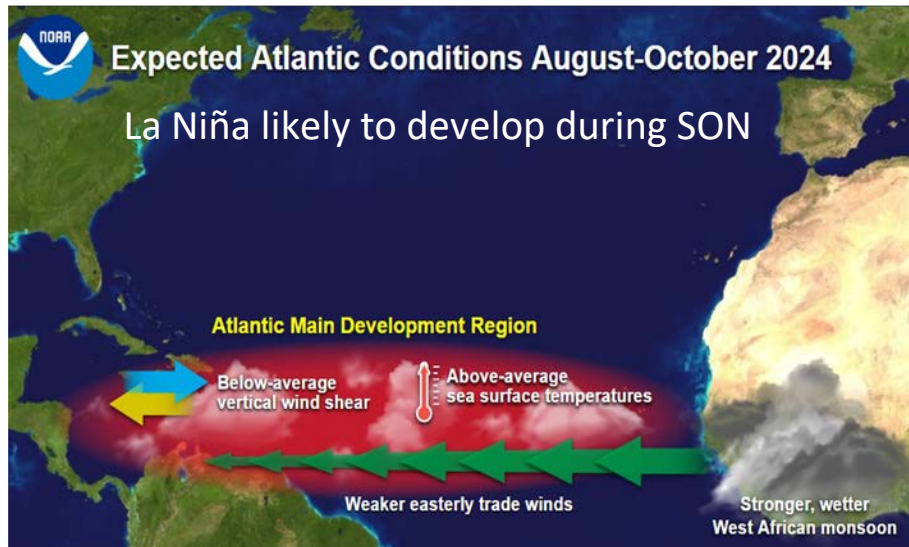 NOAA
Expected Atlantic Conditions August-October 2024
La Niña likely to develop during SON
Atlantic Main Development Region
Below-average
vertical wind shear
Above-average
sea surface temperatures
Weaker easterly trade winds
Stronger, wetter
West African monsoon